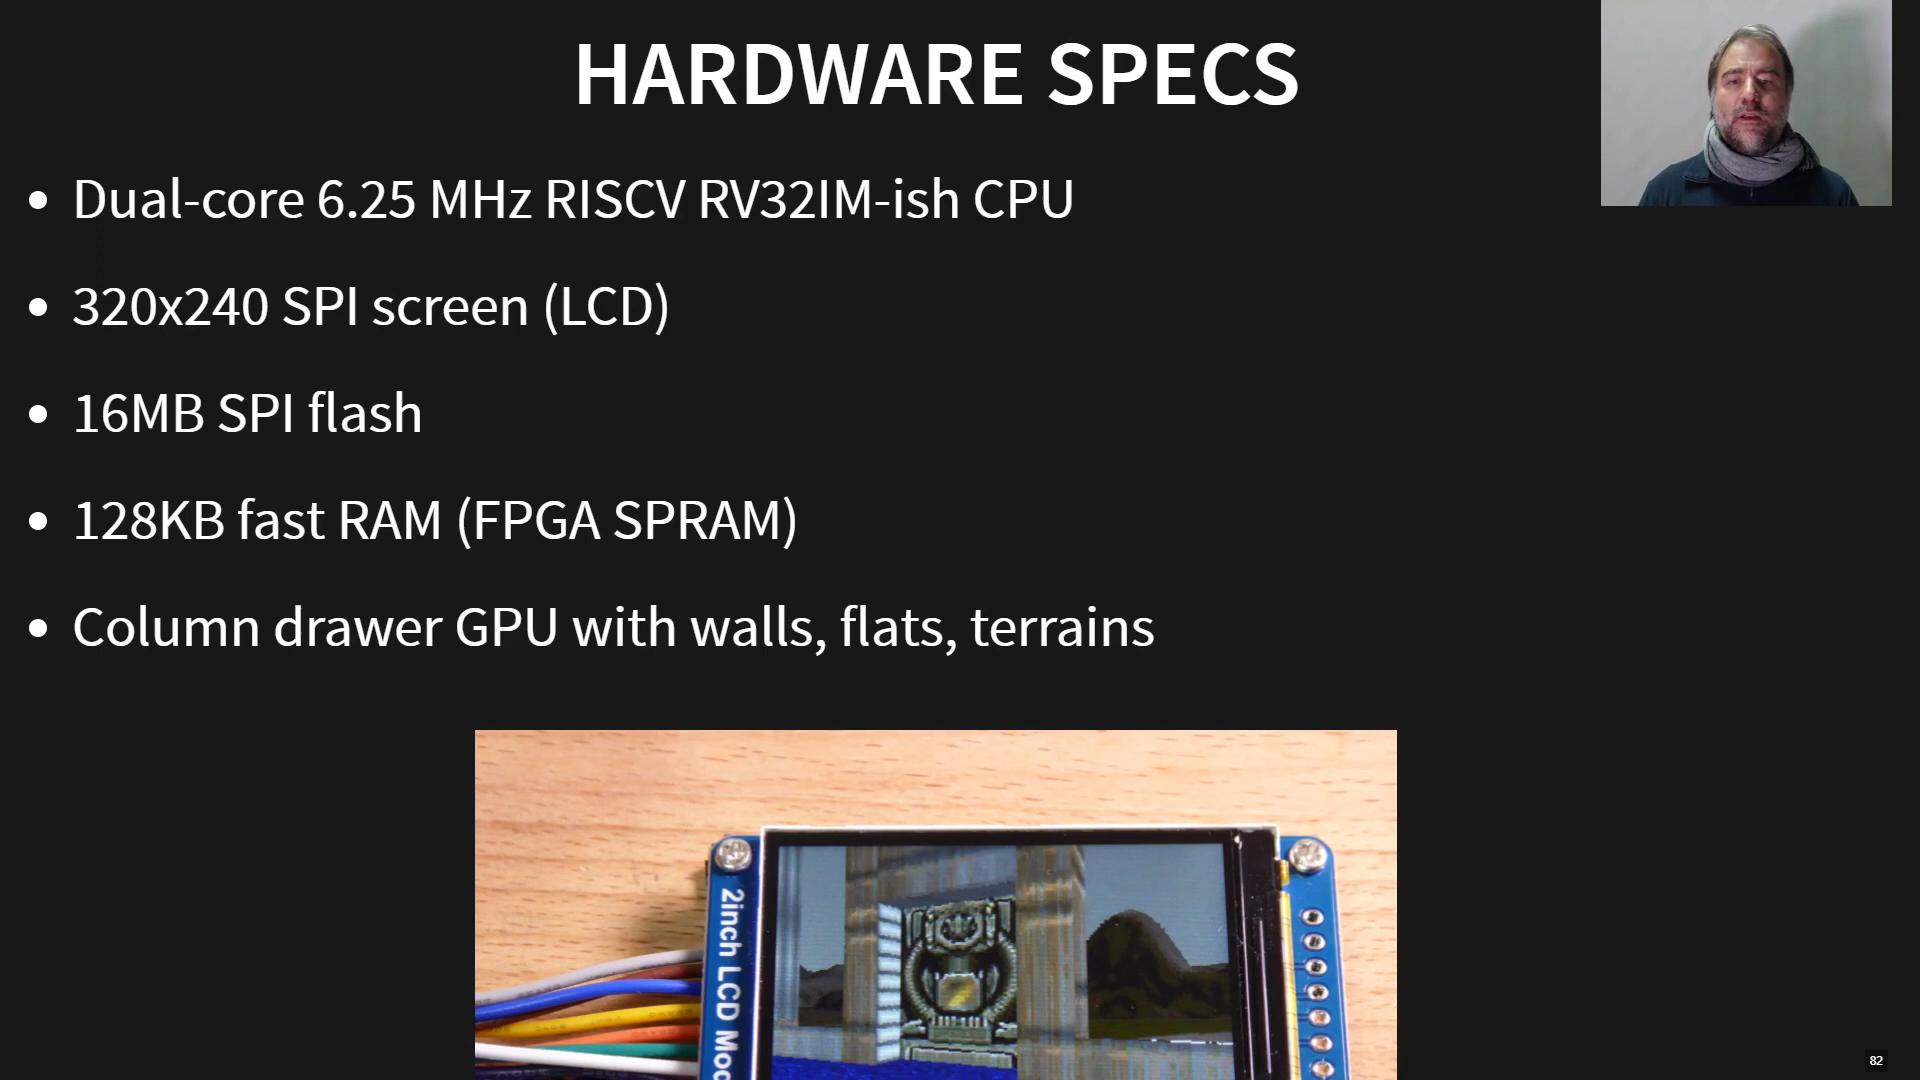 HARDWARE SPECS
• Dual-core 6.25 MHz RISCV RV32IM-ish CPU
• 320x240 SPI screen (LCD)
• 16MB SPI flash
• 128KB fast RAM (FPGA SPRAM)
• Column drawer GPU with walls, flats, terrains
2inch LCD
82